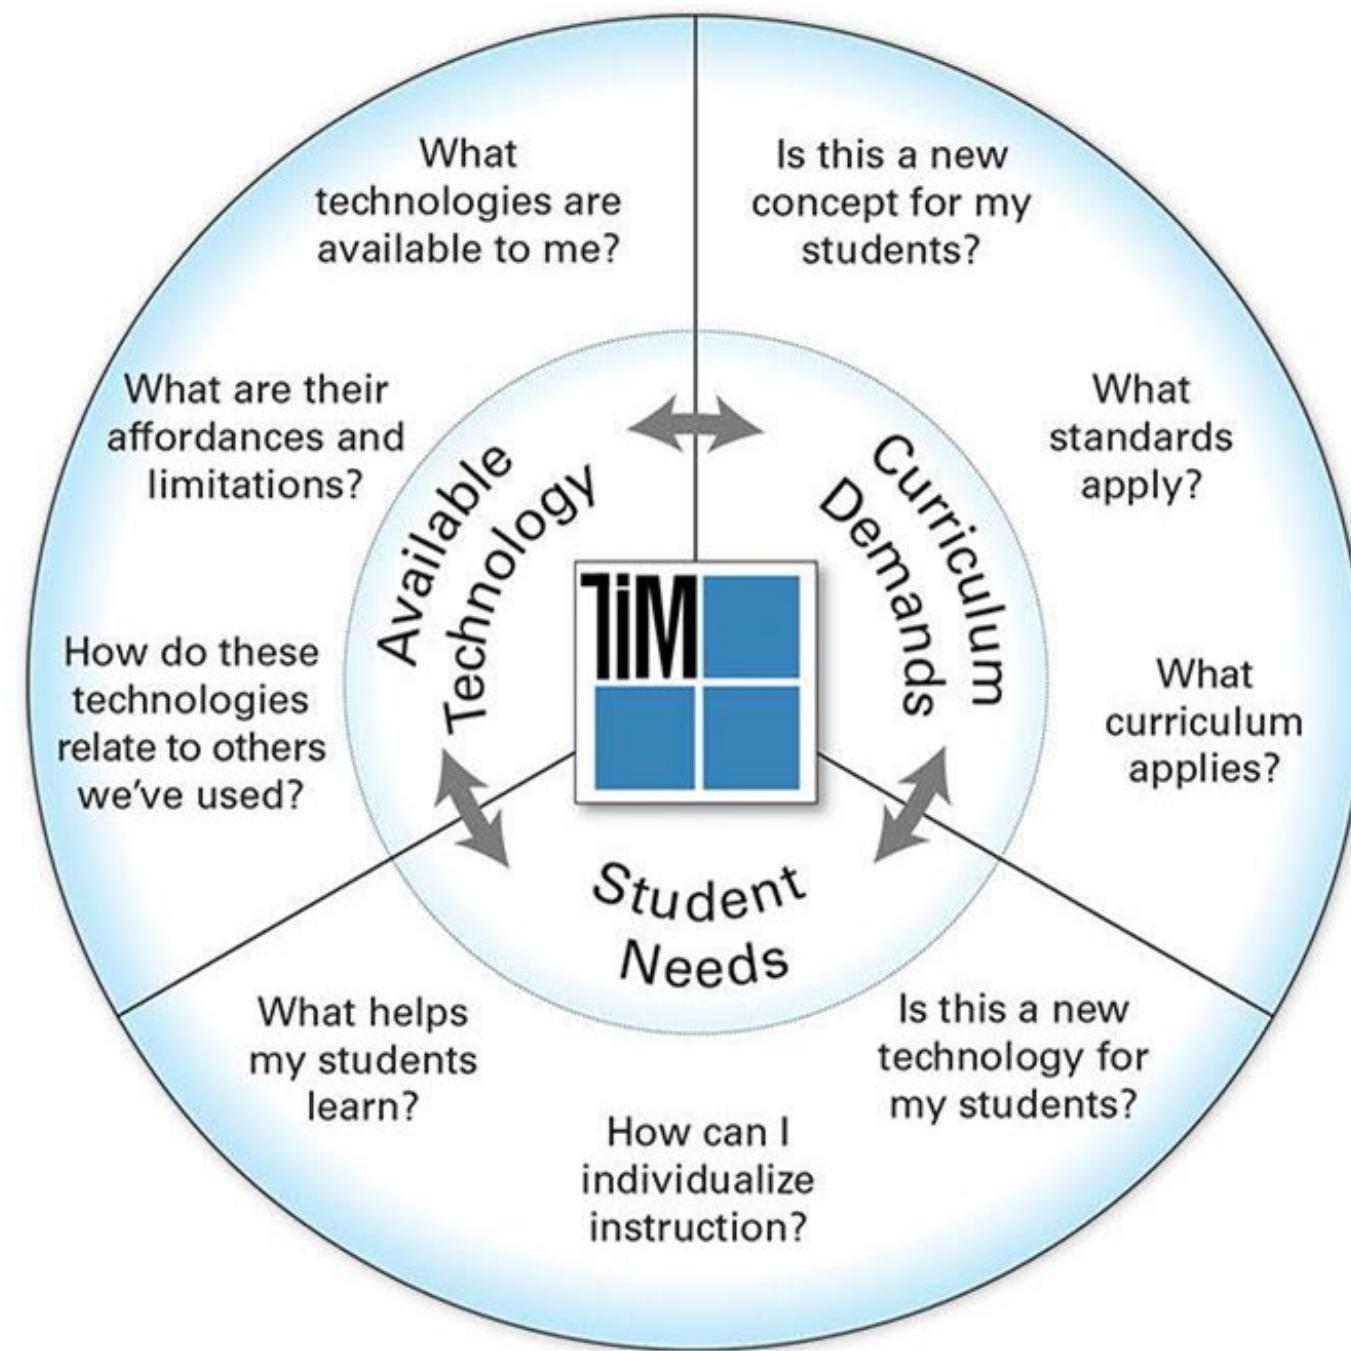 What
technologies are
available to me?
What are their
affordances and
limitations?
How do these
technologies
relate to others
we've used?
Available
Technology
Is this a new
concept for my
students?
What
standards
apply?
What
curriculum
applies?
Curriculum
Demands
TiM
Student
Needs
What helps
my students
learn?
How can I
individualize
instruction?
Is this a new
technology for
my students?